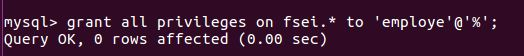 mysql> grant all privileges on fsei.* to 'employe'@'%';
Query OK, 0 rows affected (0.00 sec)